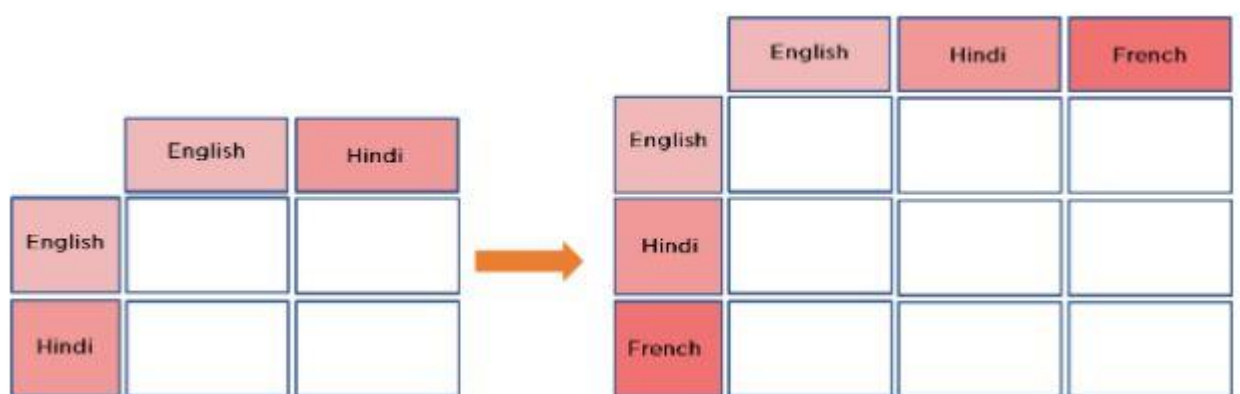 English Hindi French
English
English Hindi
Hindi
English
Hindi
French